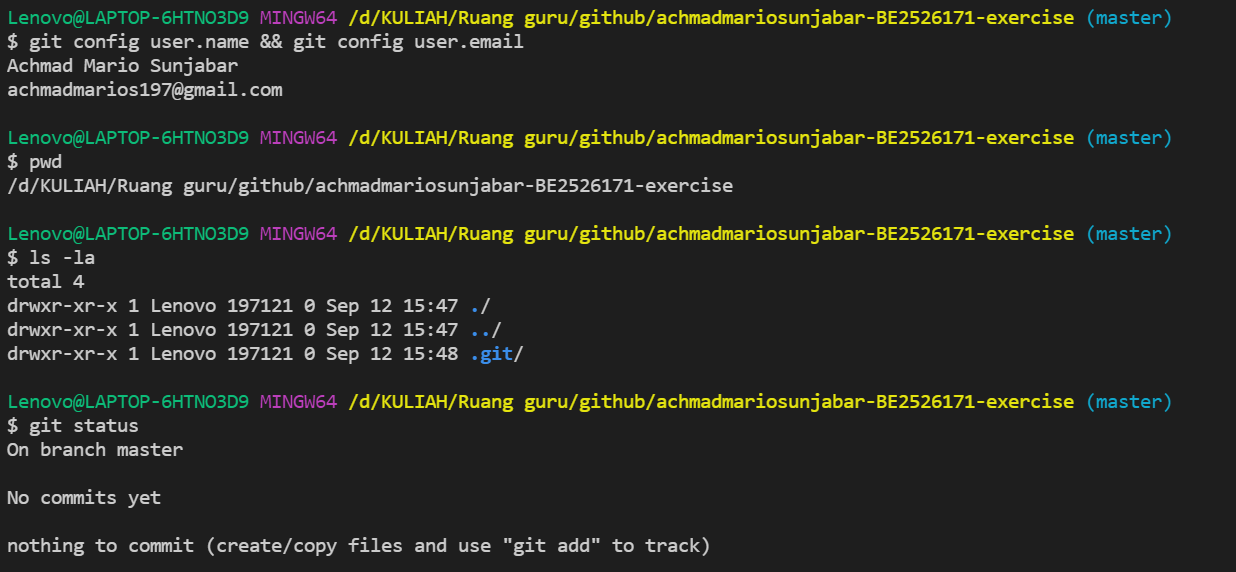 Lenovo@LAPTOP-6HTNO3D9 MINGW64 /d/KULIAH/Ruang guru/github/achmadmariosunjabar-BE2526171-exercise (master)
$ git config user.name && git config user.email
Achmad Mario Sunjabar
achmadmarios197@gmail.com
Lenovo@LAPTOP-6HTNO3D9 MINGW64 /d/KULIAH/Ruang guru/github/achmadmariosunjabar-BE2526171-exercise (master)
$ pwd
/d/KULIAH/Ruang guru/github/achmadmariosunjabar-BE2526171-exercise
Lenovo@LAPTOP-6HTNO3D9 MINGW64 /d/KULIAH/Ruang guru/github/achmadmariosunjabar-BE2526171-exercise (master)
$ ls -la
total 4
drwxr-xr-x 1 Lenovo 197121 0 Sep 12 15:47 ./
drwxr-xr-x 1 Lenovo 197121 0 Sep 12 15:47 ../
drwxr-xr-x 1 Lenovo 197121 0 Sep 12 15:48 .git/
Lenovo@LAPTOP-6HTNO3D9 MINGW64 /d/KULIAH/Ruang guru/github/achmadmariosunjabar-BE2526171-exercise (master)
$ git status
On branch master
No commits yet
nothing to commit (create/copy files and use "git add" to track)